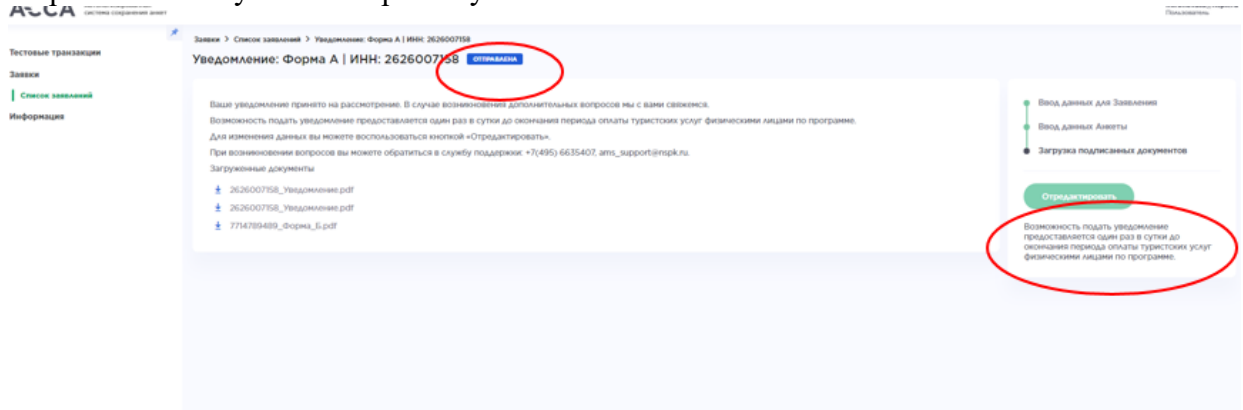 АССА
система сохранения анкет
Пользователь
Тестовые транзакции
Заявки
Список заявлений
Информация
Заявки > Список заявлений > Уведомление: Форма А | ИНН: 2626007158
Уведомление: Форма А | ИНН: 2626007158 ОТПРАВЛЕНА
Ваше уведомление принято на рассмотрение. В случае возникновения дополнительных вопросов мы с вами свяжемся.
Возможность подать уведомление предоставляется один раз в сутки до окончания периода оплаты туристских услуг физическими лицами по программе.
Для изменения данных вы можете воспользоваться кнопкой «Отредактировать».
При возникновении вопросов вы можете обратиться в службу поддержки: +7(495) 6635407, ams_support@nspk.ru.
Загруженные документы
2626007158_Уведомление.pdf
2626007158_Уведомление.pdf
7714789489_Форма_Б.pdf
Ввод данных для Заявления
Ввод данных Анкеты
Загрузка подписанных документов
Отредактировать
Возможность подать уведомление
предоставляется один раз в сутки до
окончания периода оплаты туристских услуг
физическими лицами по программе.